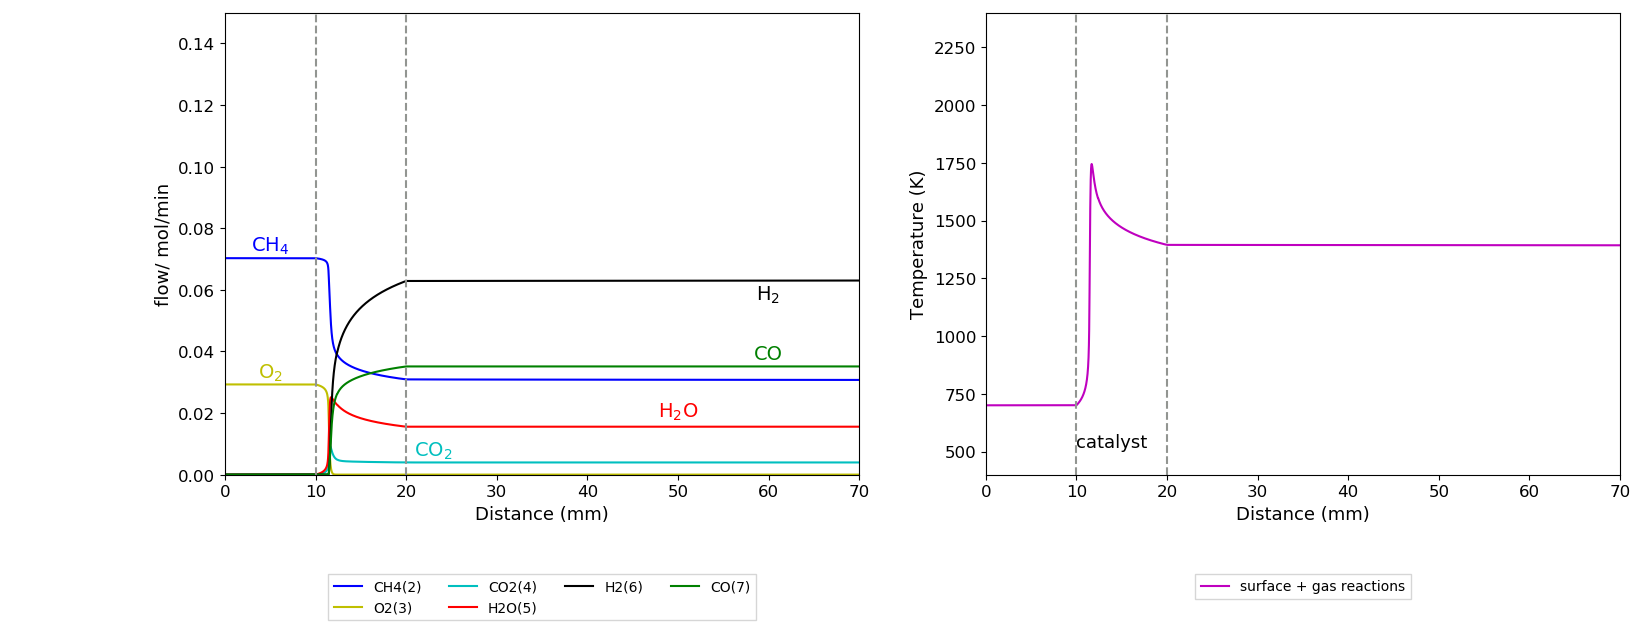 0.14
0.12
0.10
0.08
0.06
0.04
0.02
0.00
flow/ mol/min
CH₄
O₂
H₂
CO
H₂O
CO₂
0 10 20 30 40 50 60 70
Distance (mm)
CH4(2) CO2(4) H2(6) CO(7)
O2(3) H2O(5)
2250
2000
1750
1500
1250
1000
750
500
Temperature (K)
catalyst
0 10 20 30 40 50 60 70
Distance (mm)
surface + gas reactions